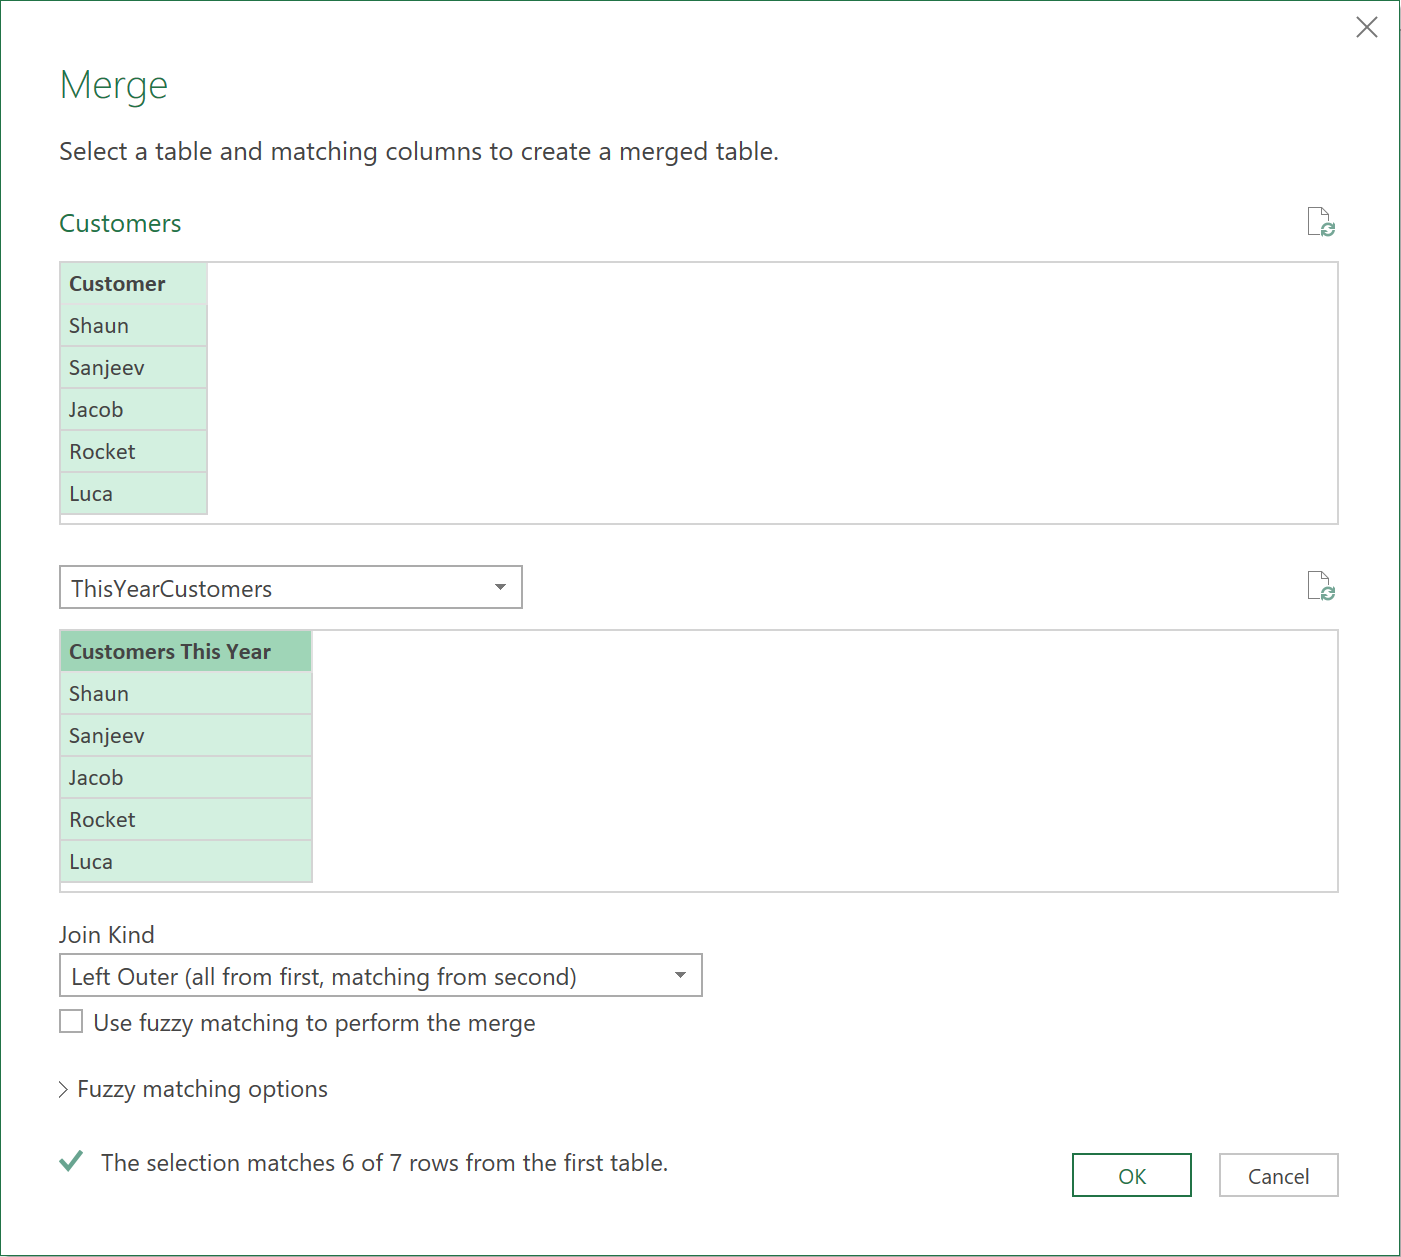 Merge
Select a table and matching columns to create a merged table.
Customers
Customer
Shaun
Sanjeev
Jacob
Rocket
Luca
ThisYearCustomers
Customers This Year
Shaun
Sanjeev
Jacob
Rocket
Luca
Join Kind
Left Outer (all from first, matching from second)
Use fuzzy matching to perform the merge
Fuzzy matching options
The selection matches 6 of 7 rows from the first table.
OK
Cancel